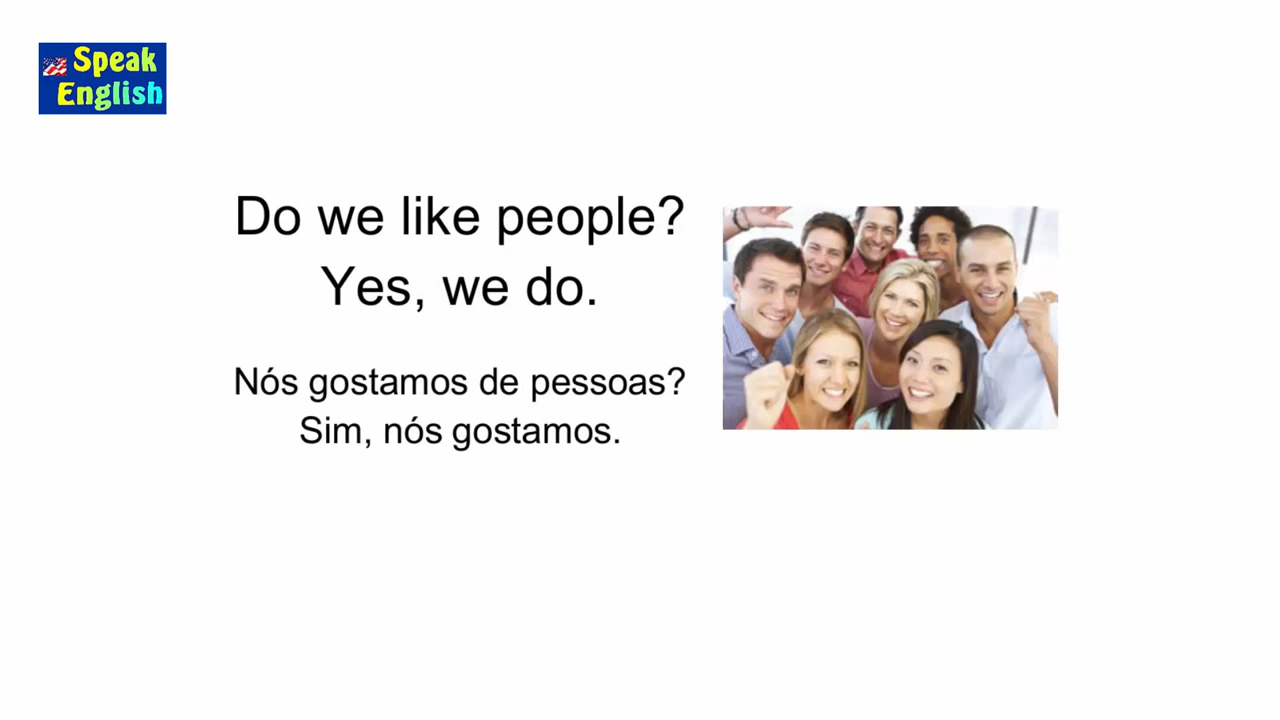 Speak
English
Do we like people?
Yes, we do.
Nós gostamos de pessoas?
Sim, nós gostamos.